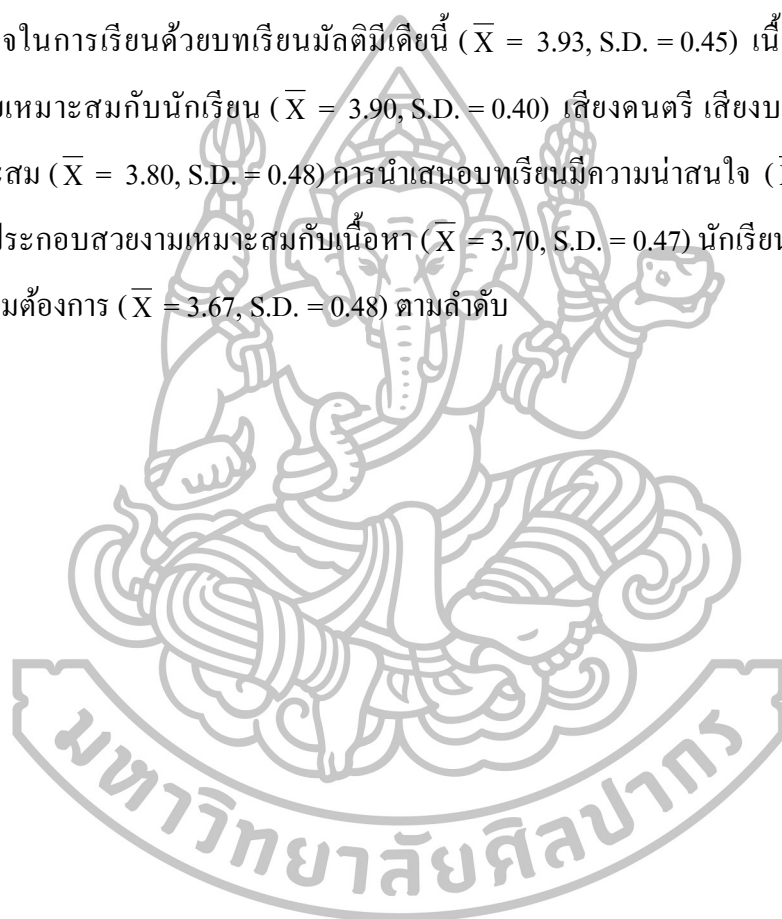 จในการเรียนด้วยบทเรียนมัลติมีเดียนี้ ( X̄ = 3.93, S.D. = 0.45) เนื้
เหมาะสมกับนักเรียน ( X̄ = 3.90, S.D. = 0.40) เสียงดนตรี เสียงบ
ะสม ( X̄ = 3.80, S.D. = 0.48) การนำเสนอบทเรียนมีความน่าสนใจ (
ประกอบสวยงามเหมาะสมกับเนื้อหา ( X̄ = 3.70, S.D. = 0.47) นักเรียน
มต้องการ ( X̄ = 3.67, S.D. = 0.48) ตามลำดับ
มหาวิทยาลัยศิลปากร